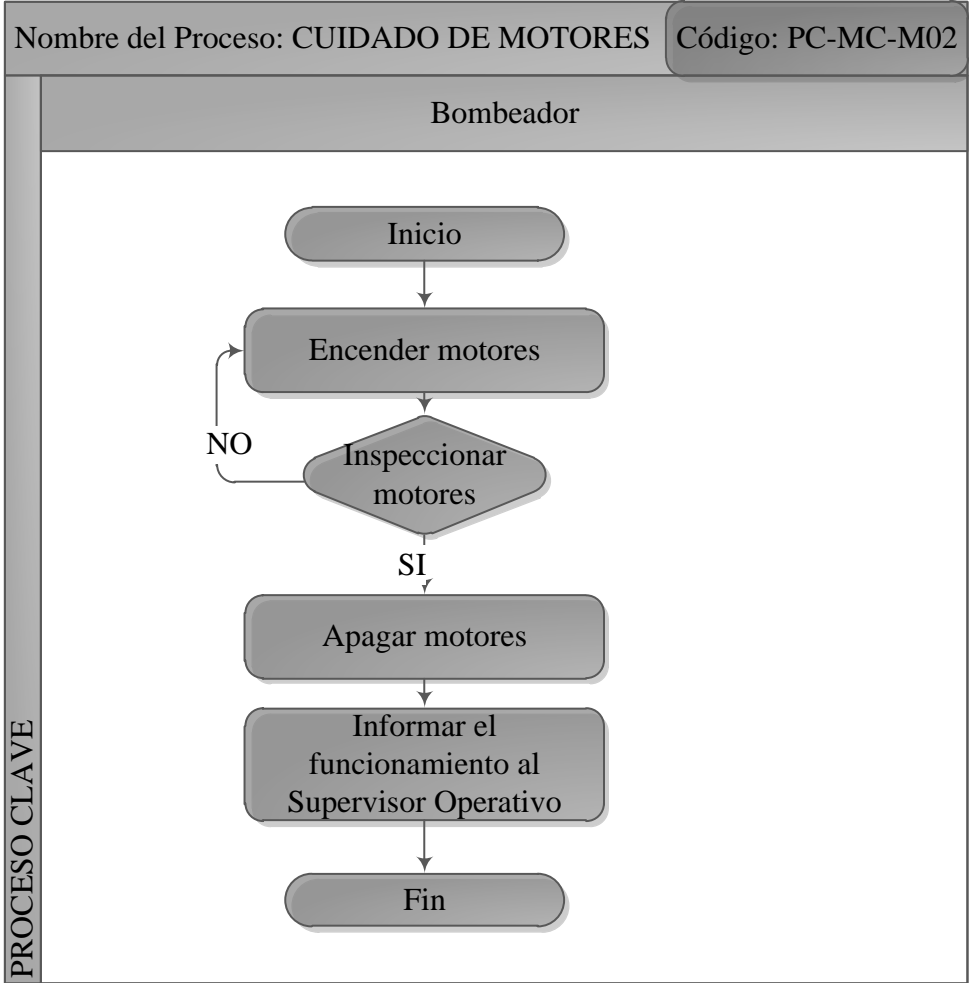 Nombre del Proceso: CUIDADO DE MOTORES
Código: PC-MC-M02
Bombeador
PROCESO CLAVE
Inicio
Encender motores
NO
Inspeccionar
motores
SI
Apagar motores
Informar el
funcionamiento al
Supervisor Operativo
Fin